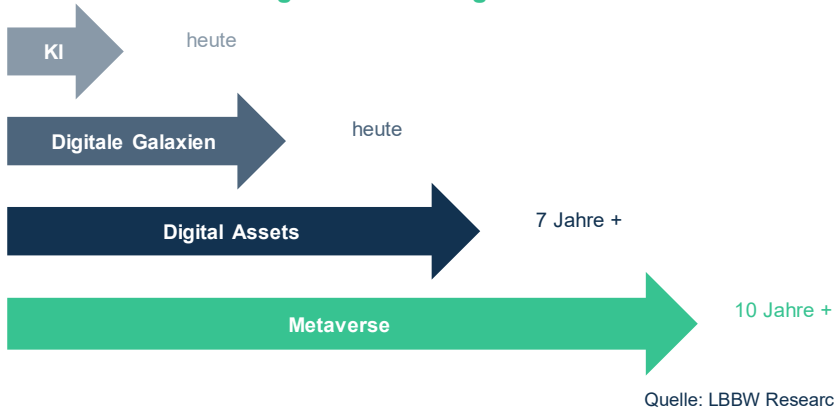 KI
heute
Digitale Galaxien
heute
Digital Assets
7 Jahre +
Metaverse
10 Jahre +
Quelle: LBBW Researc